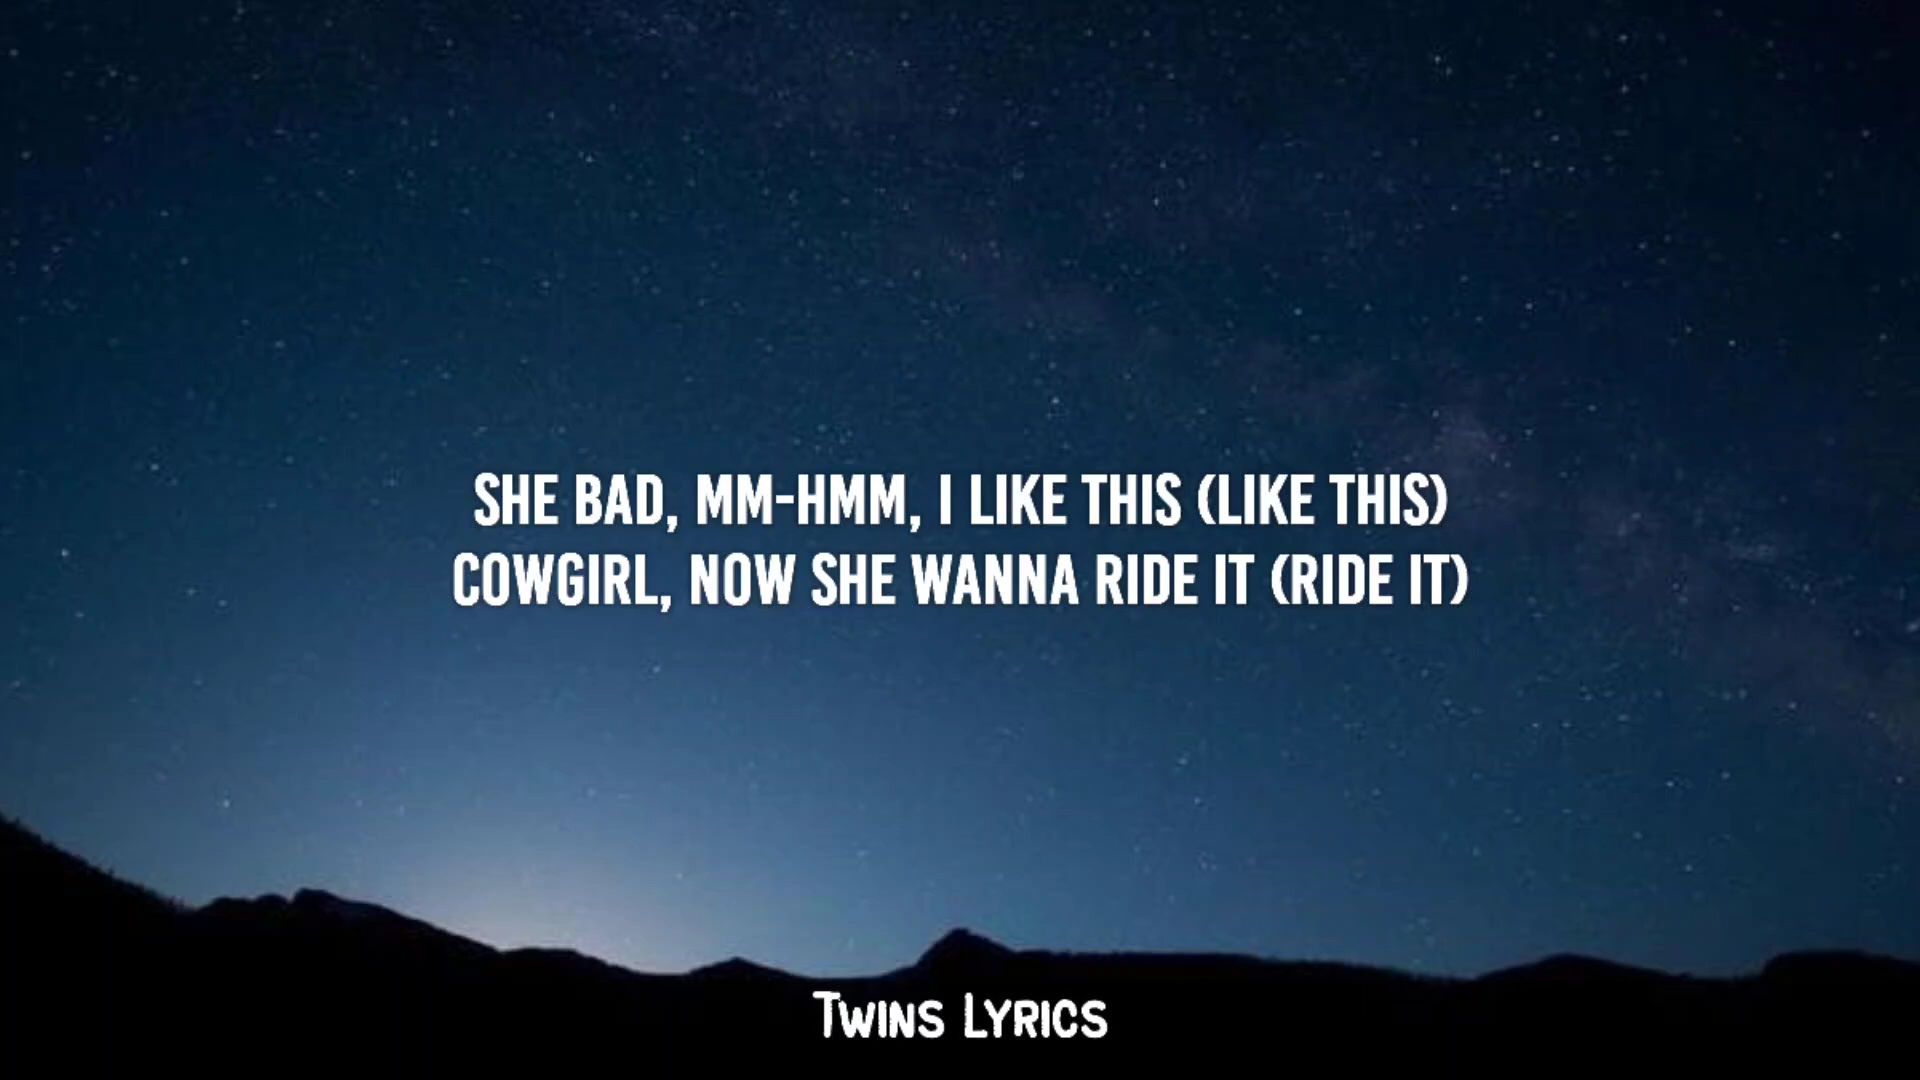 SHE BAD, MM-HMM, I LIKE THIS (LIKE THIS)
COWGIRL, NOW SHE WANNA RIDE IT (RIDE IT)
TWINS LYRICS